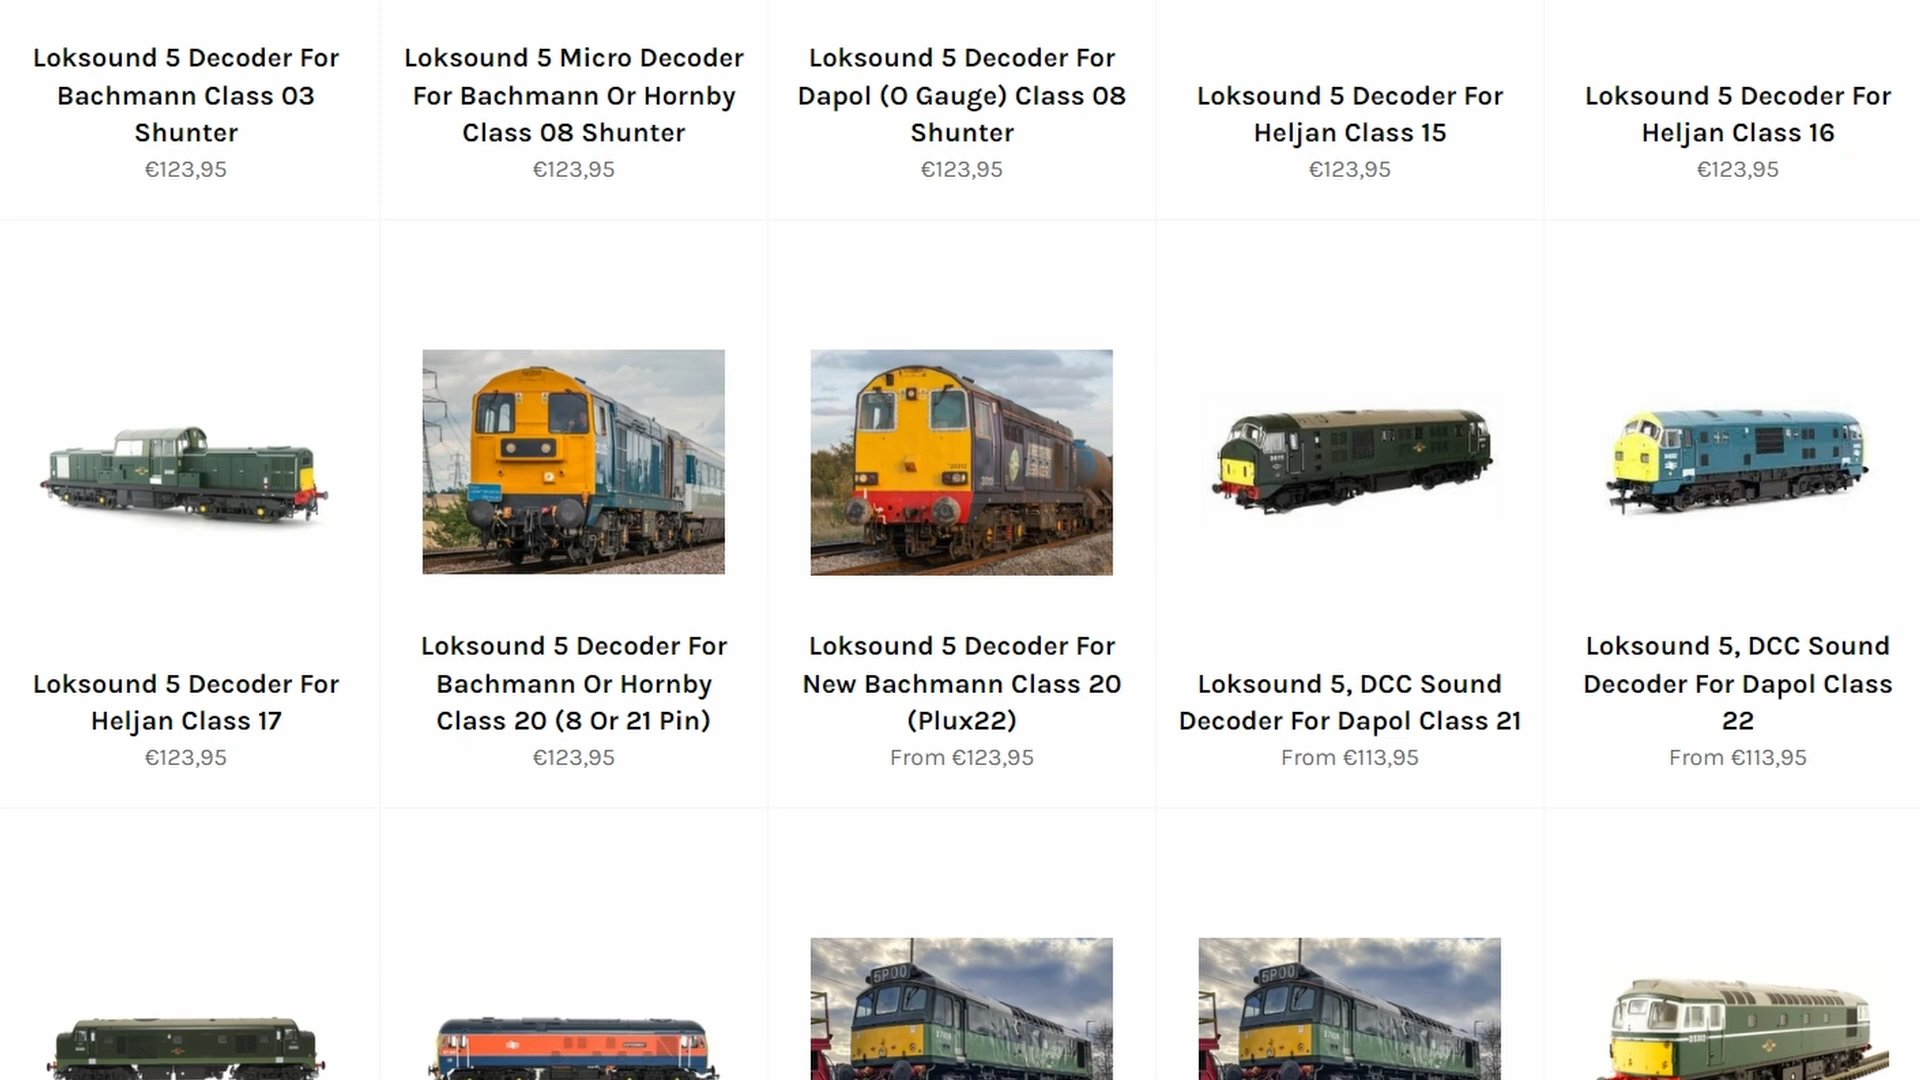 Loksound 5 Decoder For
Bachmann Class 03
Shunter
€123,95
Loksound 5 Micro Decoder
For Bachmann Or Hornby
Class 08 Shunter
€123,95
Loksound 5 Decoder For
Dapol (O Gauge) Class 08
Shunter
€123,95
Loksound 5 Decoder For
Heljan Class 15
€123,95
Loksound 5 Decoder For
Heljan Class 16
€123,95
Loksound 5 Decoder For
Heljan Class 17
€123,95
Loksound 5 Decoder For
Bachmann Or Hornby
Class 20 (8 Or 21 Pin)
€123,95
Loksound 5 Decoder For
New Bachmann Class 20
(Plux22)
From €123,95
Loksound 5, DCC Sound
Decoder For Dapol Class 21
From €113,95
Loksound 5, DCC Sound
Decoder For Dapol Class
22
From €113,95
5P00
5P00